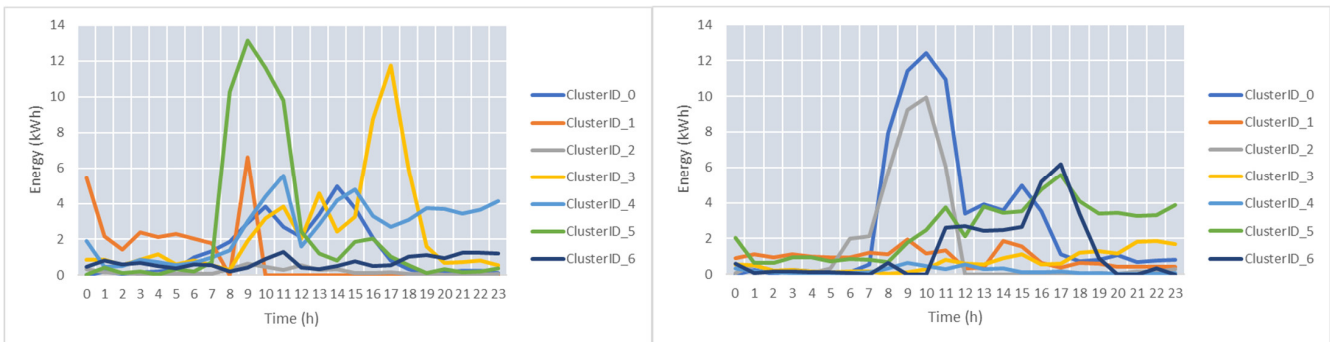 14
12
10
8
6
4
2
0
Energy (kWh)
0 1 2 3 4 5 6 7 8 9 10 11 12 13 14 15 16 17 18 19 20 21 22 23
Time (h)
ClusterID_0
ClusterID_1
ClusterID_2
ClusterID_3
ClusterID_4
ClusterID_5
ClusterID_6
14
12
10
8
6
4
2
0
Energy (kWh)
0 1 2 3 4 5 6 7 8 9 10 11 12 13 14 15 16 17 18 19 20 21 22 23
Time (h)
ClusterID_0
ClusterID_1
ClusterID_2
ClusterID_3
ClusterID_4
ClusterID_5
ClusterID_6